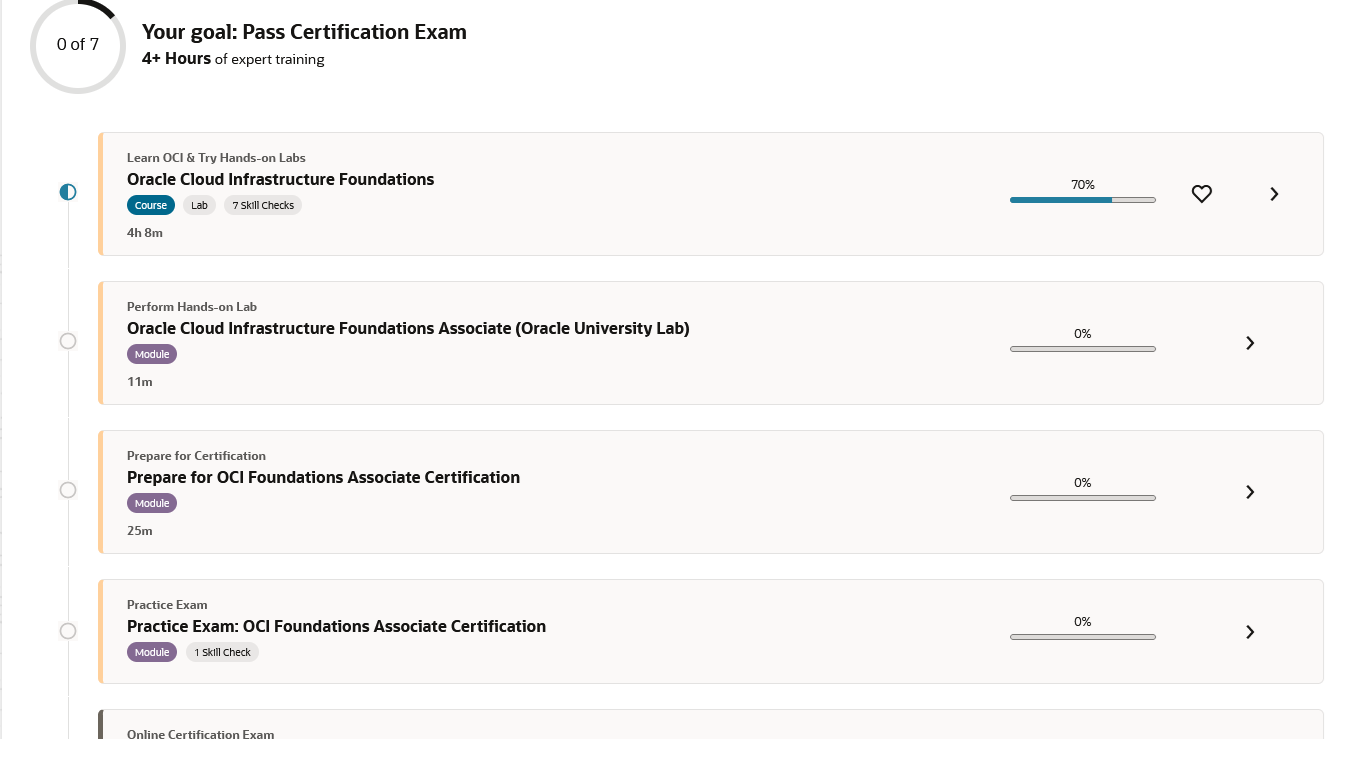 0 of 7
Your goal: Pass Certification Exam
4+ Hours of expert training
Learn OCI & Try Hands-on Labs
Oracle Cloud Infrastructure Foundations
Course Lab 7 Skill Checks
4h 8m
70%
Perform Hands-on Lab
Oracle Cloud Infrastructure Foundations Associate (Oracle University Lab)
Module
11m
0%
Prepare for Certification
Prepare for OCI Foundations Associate Certification
Module
25m
0%
Practice Exam
Practice Exam: OCI Foundations Associate Certification
Module 1 Skill Check
0%
Online Certification Exam